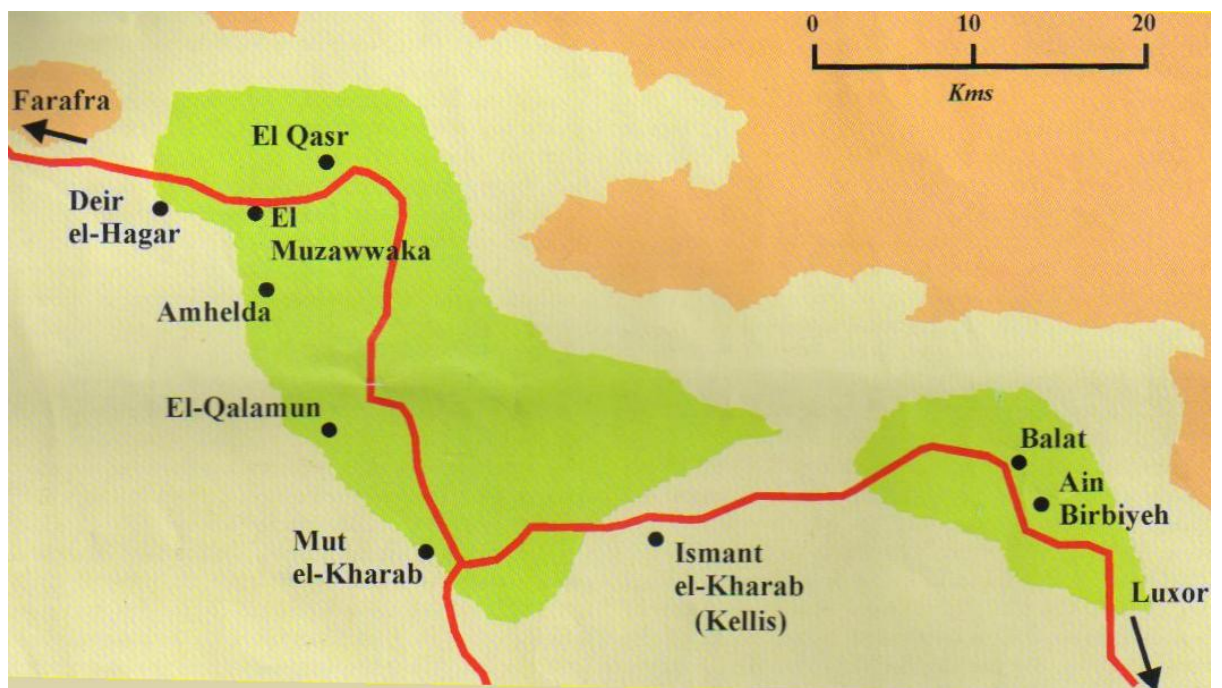 0 10 20
Kms
Farafra
El Qasr
Deir
el-Hagar
El
Muzawwaka
Amhelda
El-Qalamun
Balat
Ain
Birbiyeh
Mut
el-Kharab
Ismant
el-Kharab
(Kellis)
Luxor